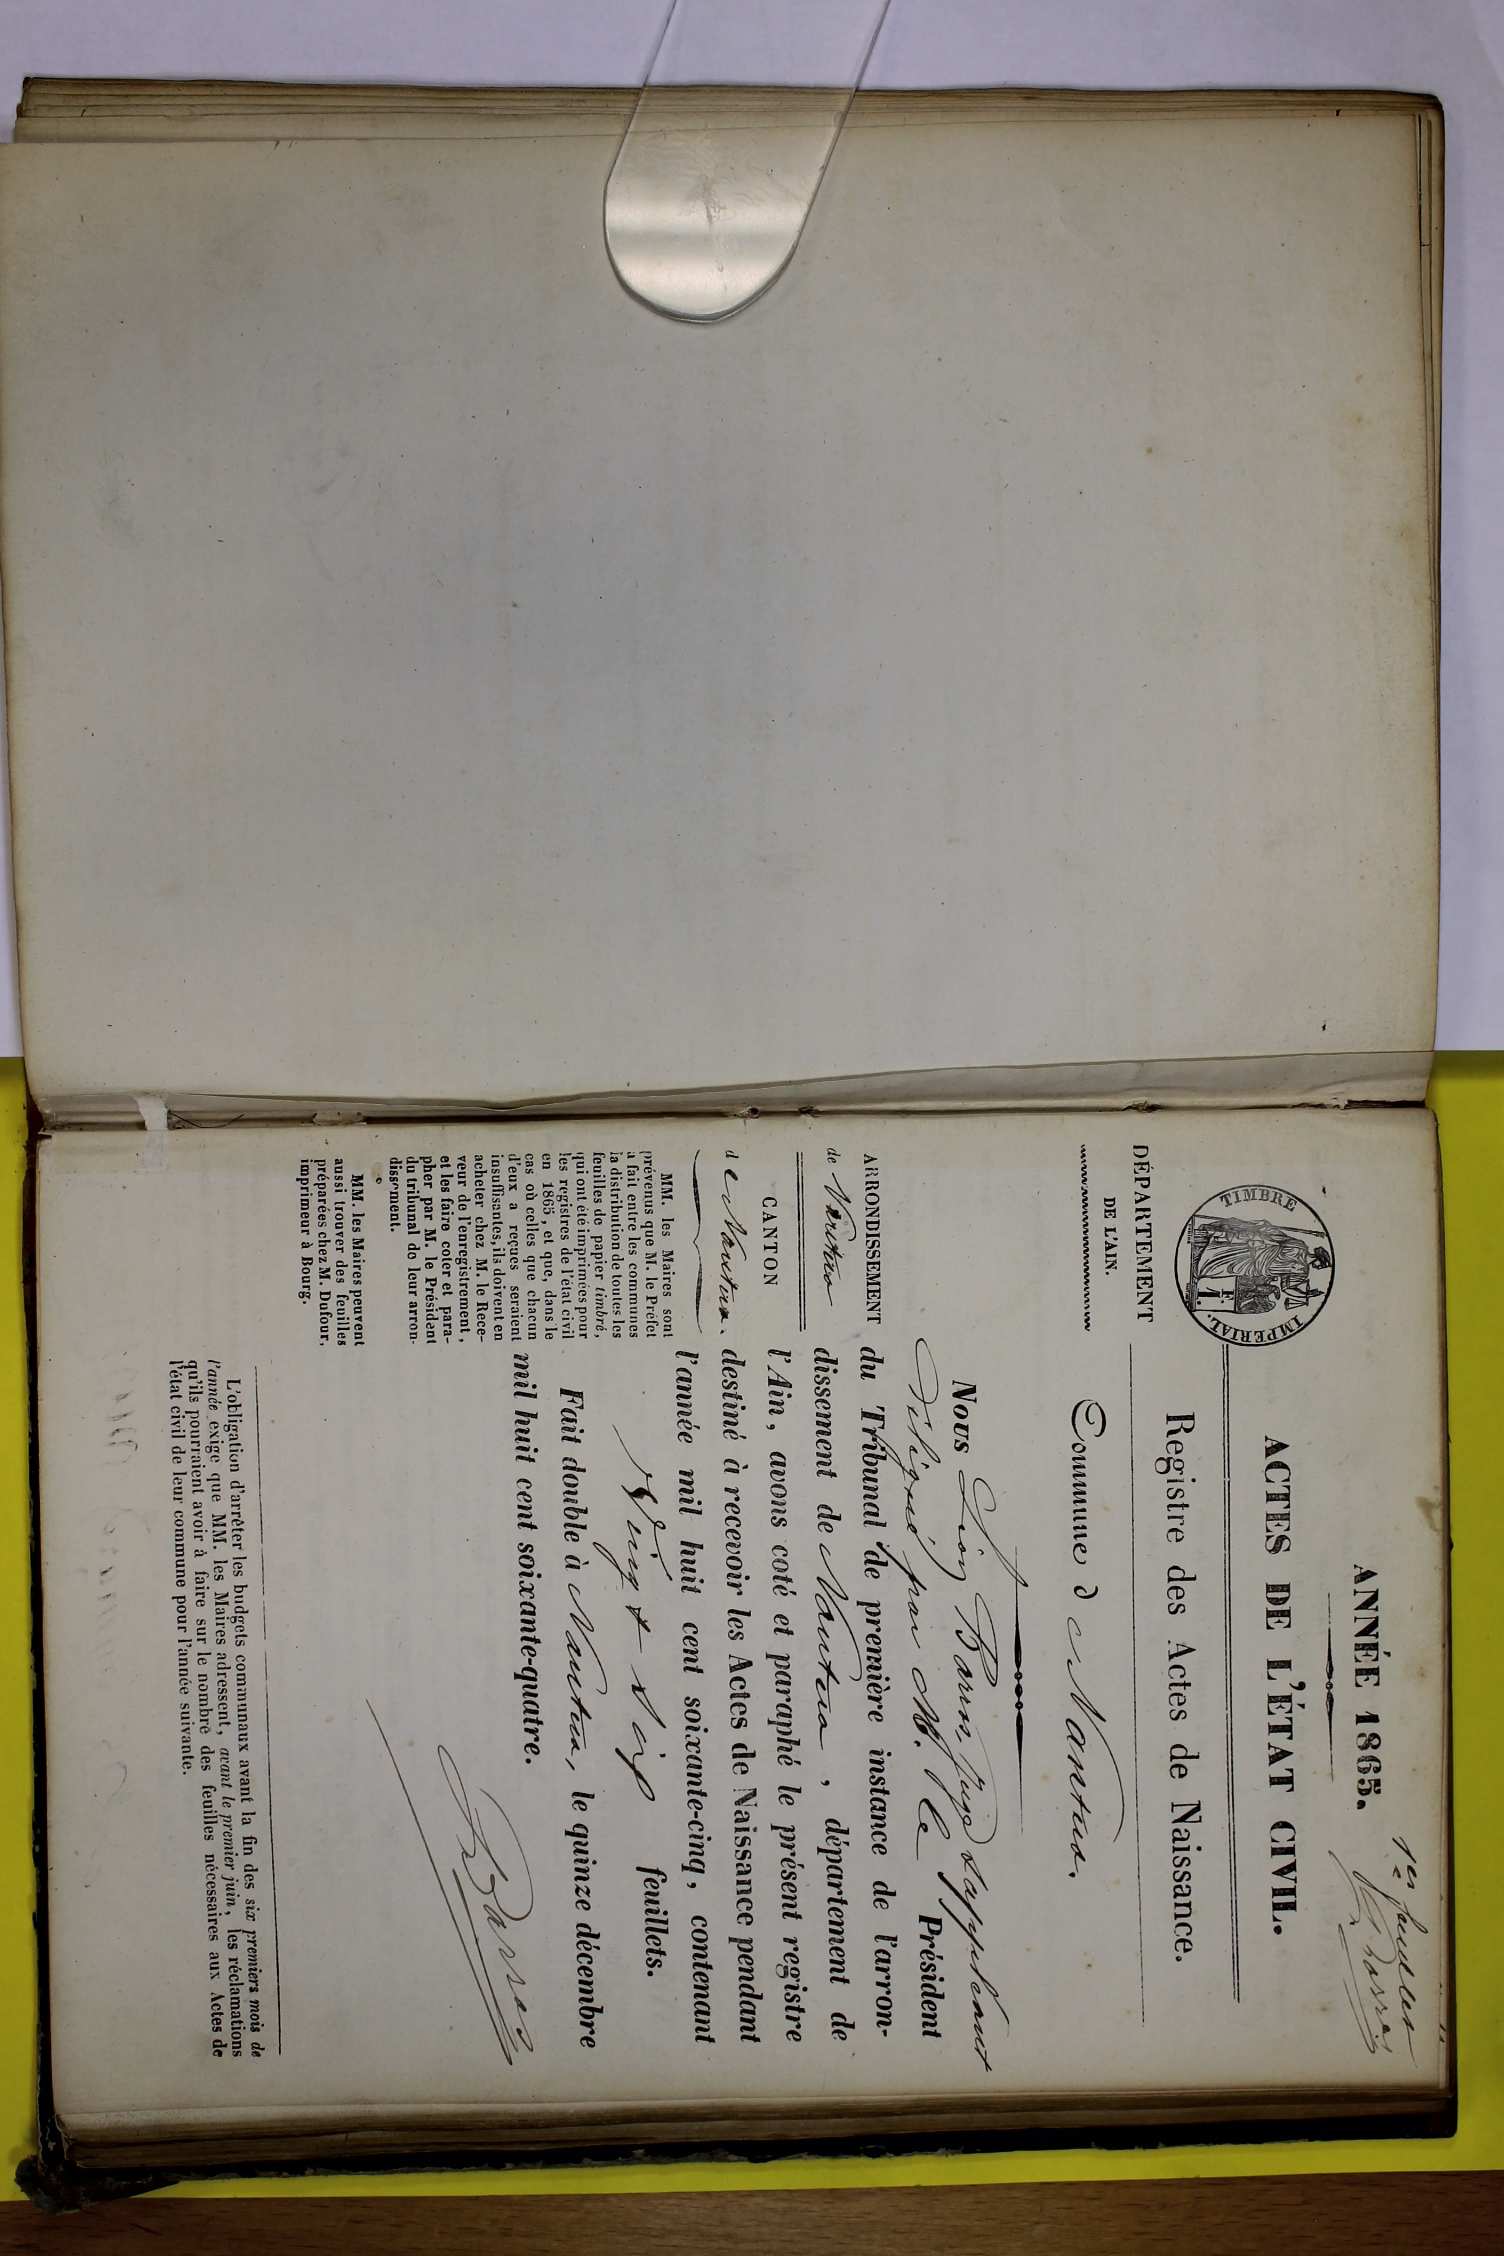 1er feuillet
L Barras
ANNÉE 1865.
ACTES DE L'ÉTAT CIVIL.
Registre des Actes de Naissance.
TIMBRE
IMPERIAL.
F.
1.
DÉPARTEMENT
DE L'AIN.
Commune de Nantua.
Nous Léon Barras, Juge suppléant
Délégué par M. le Président
ARRONDISSEMENT
de Nantua
du Tribunal de première instance de l'arron-
dissement de Nantua, département de
CANTON
de Nantua.
l'Ain, avons coté et paraphé le présent registre
destiné à recevoir les Actes de Naissance pendant
l'année mil huit cent soixante-cinq, contenant
Vingt Six feuillets.
Fait double à Nantua, le quinze décembre
mil huit cent soixante-quatre.
L Barras
MM. les Maires sont
prévenus que M. le Préfet
a fait entre les communes
la distribution de toutes les
feuilles de papier timbré,
qui ont été imprimées pour
les registres de l'état civil
en 1865, et que, dans le
cas où celles que chacun
d'eux a reçues seraient
insuffisantes, ils doivent en
acheter chez M. le Rece-
veur de l'enregistrement,
et les faire coter et para-
pher par M. le Président
du tribunal de leur arron-
dissement.
MM. les Maires peuvent
aussi trouver des feuilles
préparées chez M. Dufour,
imprimeur à Bourg.
L'obligation d'arrêter les budgets communaux avant la fin des six premiers mois de
l'année exige que MM. les Maires adressent, avant le premier juin, les réclamations
qu'ils pourraient avoir à faire sur le nombre des feuilles nécessaires aux Actes de
l'état civil de leur commune pour l'année suivante.